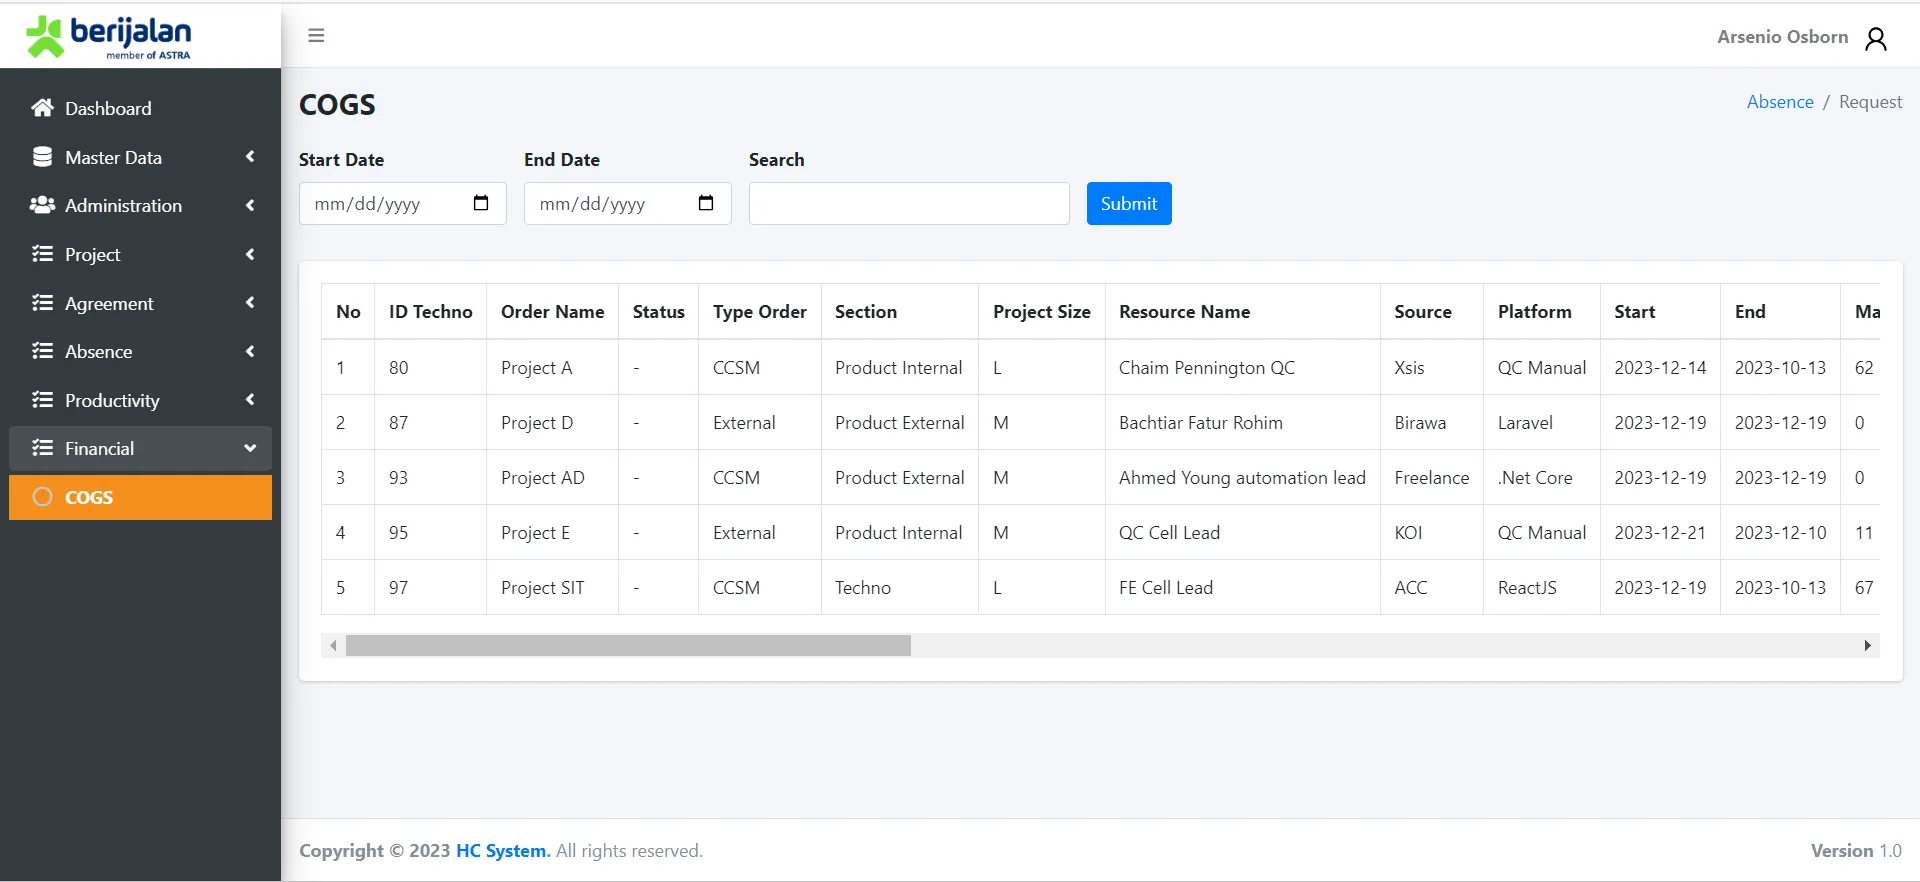 berijalan
member of ASTRA
Arsenio Osborn
Dashboard
Master Data
Administration
Project
Agreement
Absence
Productivity
Financial
COGS
COGS
Absence / Request
Start Date End Date Search
mm/dd/yyyy mm/dd/yyyy Submit
No ID Techno Order Name Status Type Order Section Project Size Resource Name Source Platform Start End Ma
1 80 Project A - CCSM Product Internal L Chaim Pennington QC Xsis QC Manual 2023-12-14 2023-10-13 62
2 87 Project D - External Product External M Bachtiar Fatur Rohim Birawa Laravel 2023-12-19 2023-12-19 0
3 93 Project AD - CCSM Product External M Ahmed Young automation lead Freelance .Net Core 2023-12-19 2023-12-19 0
4 95 Project E - External Product Internal M QC Cell Lead KOI QC Manual 2023-12-21 2023-12-10 11
5 97 Project SIT - CCSM Techno L FE Cell Lead ACC ReactJS 2023-12-19 2023-10-13 67
Copyright © 2023 HC System. All rights reserved.
Version 1.0